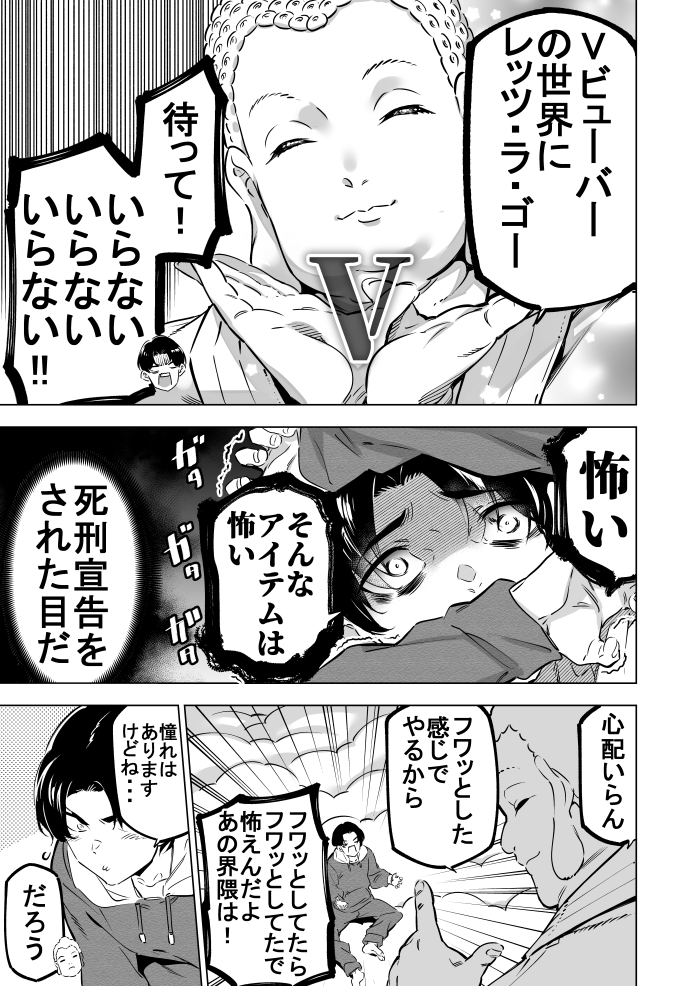 Vビューバー
の世界に
レッツ・ラ・ゴー
V
待って！
いらない
いらない
いらない!!
怖い
そんな
アイテムは
怖い
ガタ
ガタ
ガタ
死刑宣告を
された目だ
心配いらん
フワッとした
感じで
やるから
フワッとしてたら
フワッとしてたで
怖えんだよ
あの界隈は！
憧れは
あります
けどね・・・
だろう